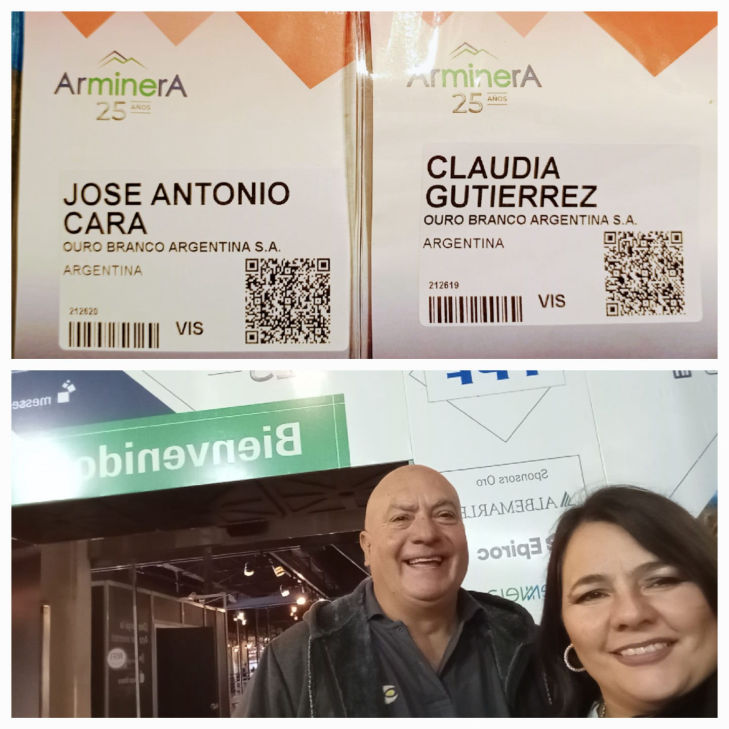 ArminerA
25 AÑOS
JOSE ANTONIO
CARA
OURO BRANCO ARGENTINA S.A.
ARGENTINA
212620
VIS
ArminerA
25 AÑOS
CLAUDIA
GUTIERREZ
OURO BRANCO ARGENTINA S.A.
ARGENTINA
212619
VIS
messe
Bienvenido
Sponsors Oro
ALBEMARLE
Epiroc